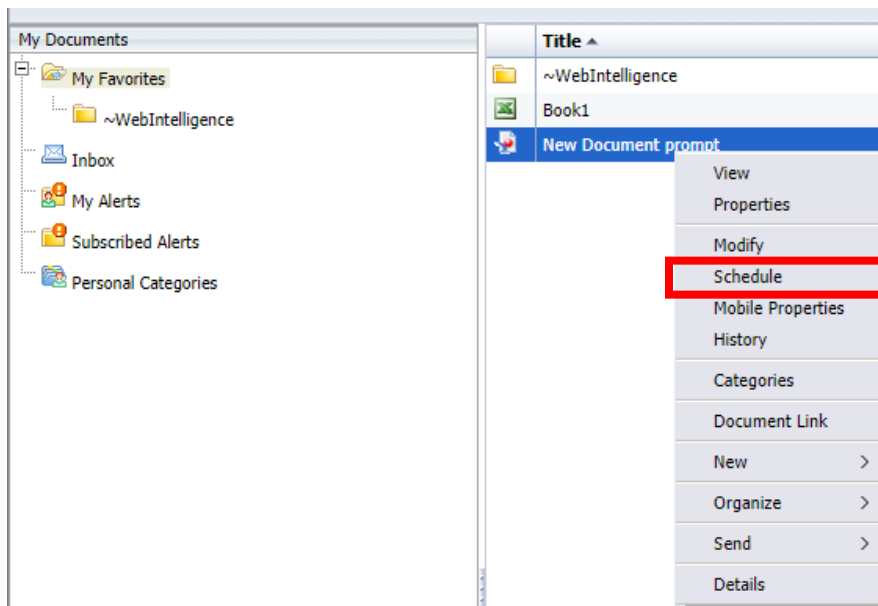 My Documents
My Favorites
~WebIntelligence
Inbox
My Alerts
Subscribed Alerts
Personal Categories
Title
~WebIntelligence
Book1
New Document prompt
View
Properties
Modify
Schedule
Mobile Properties
History
Categories
Document Link
New
Organize
Send
Details